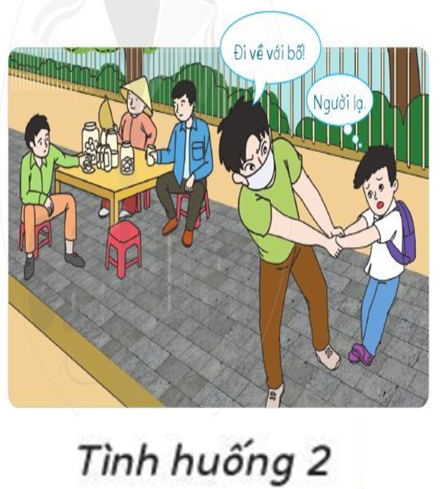 Đi về với bố!
Người lạ.
Tình huống 2